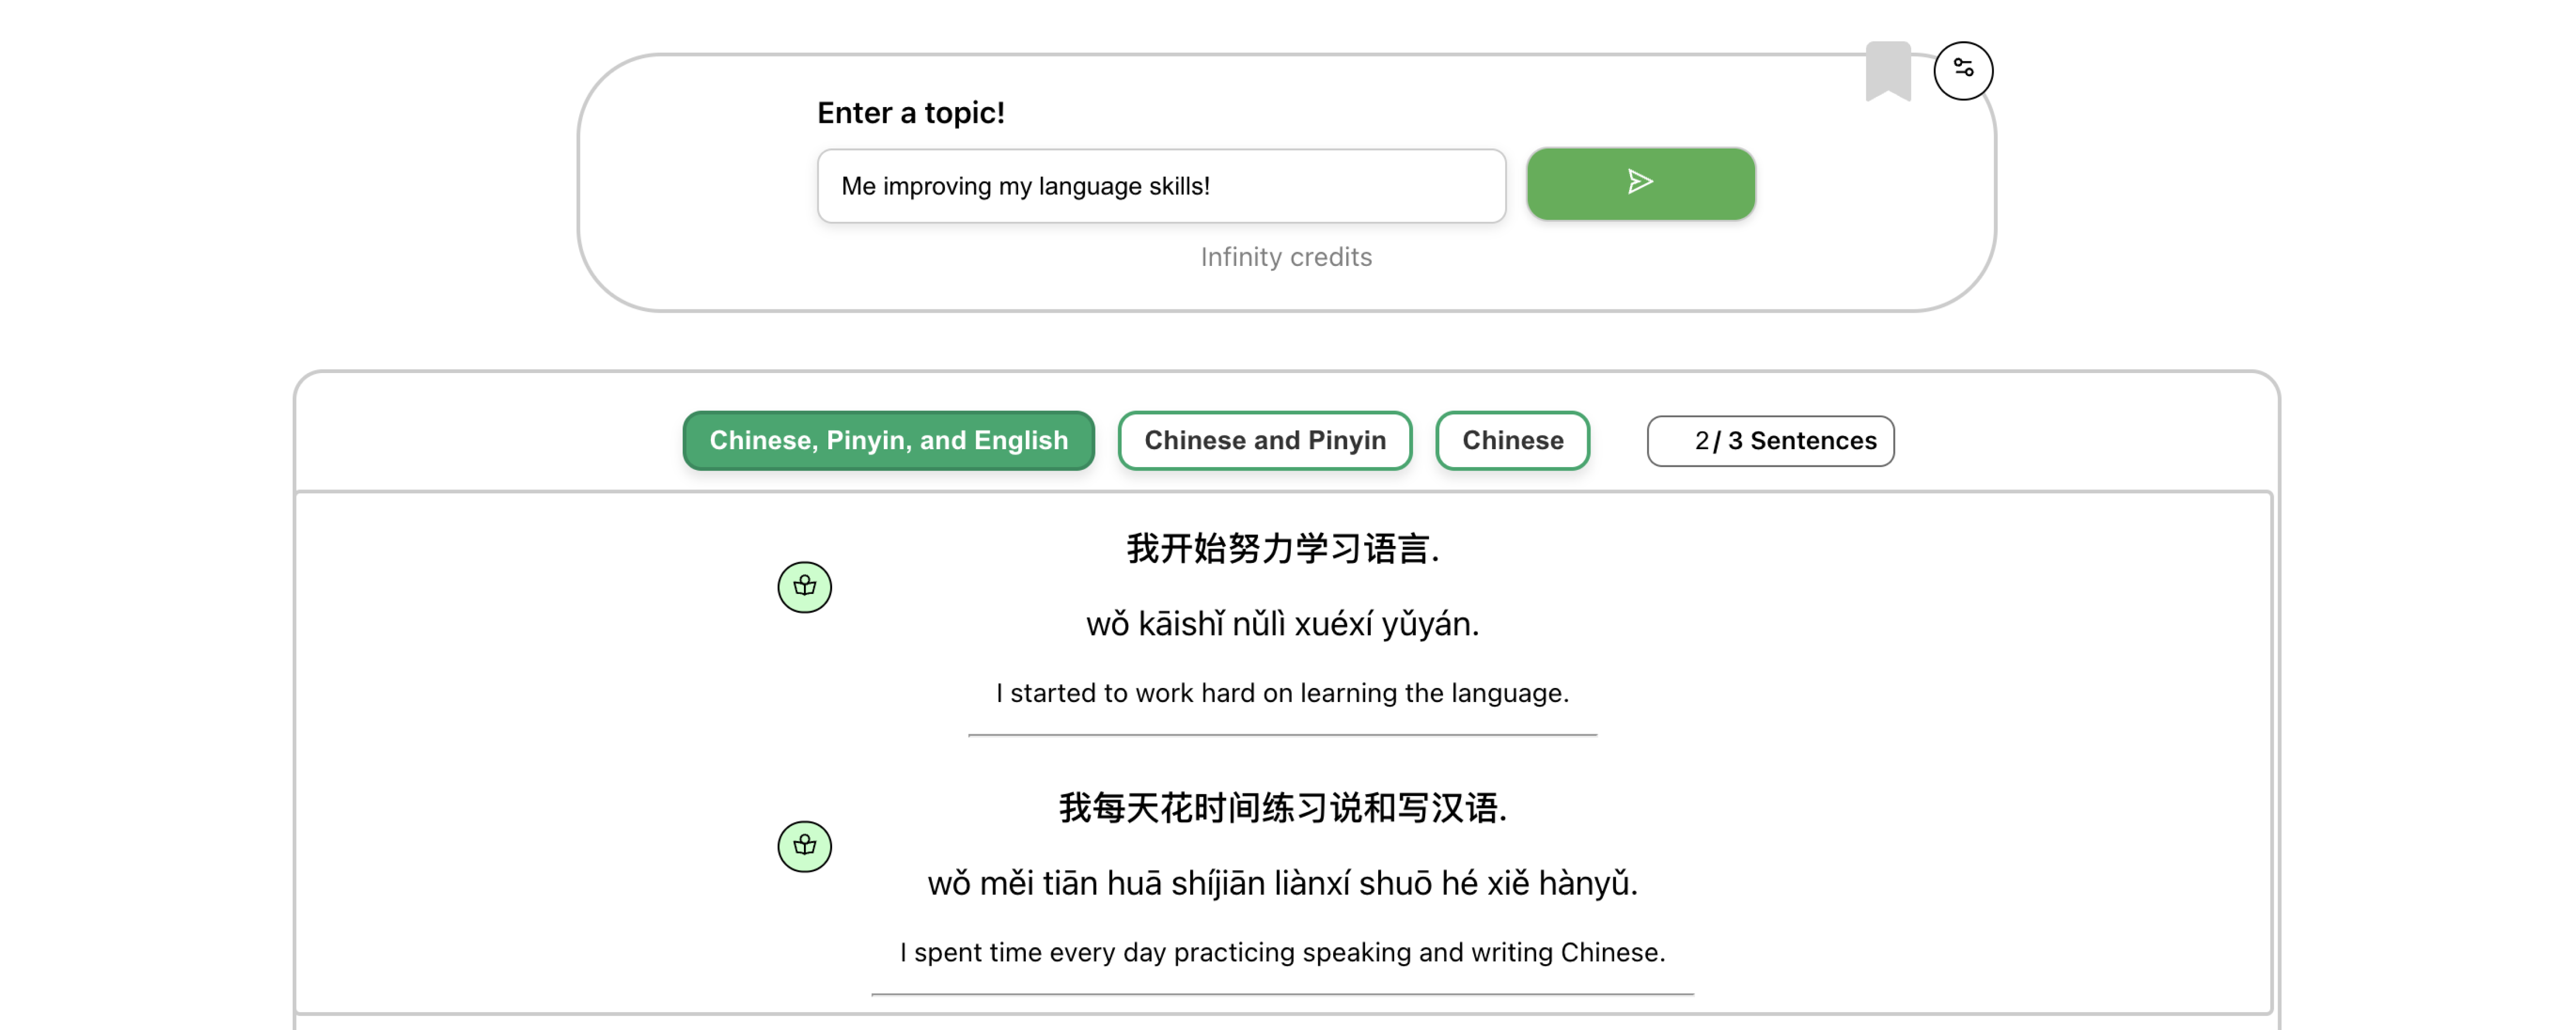 Enter a topic!
Me improving my language skills!
Infinity credits
Chinese, Pinyin, and English
Chinese and Pinyin
Chinese
2/ 3 Sentences
我开始努力学习语言.
wǒ kāishǐ nǔlì xuéxí yǔyán.
I started to work hard on learning the language.
我每天花时间练习说和写汉语.
wǒ měi tiān huā shíjiān liànxí shuō hé xiě hànyǔ.
I spent time every day practicing speaking and writing Chinese.